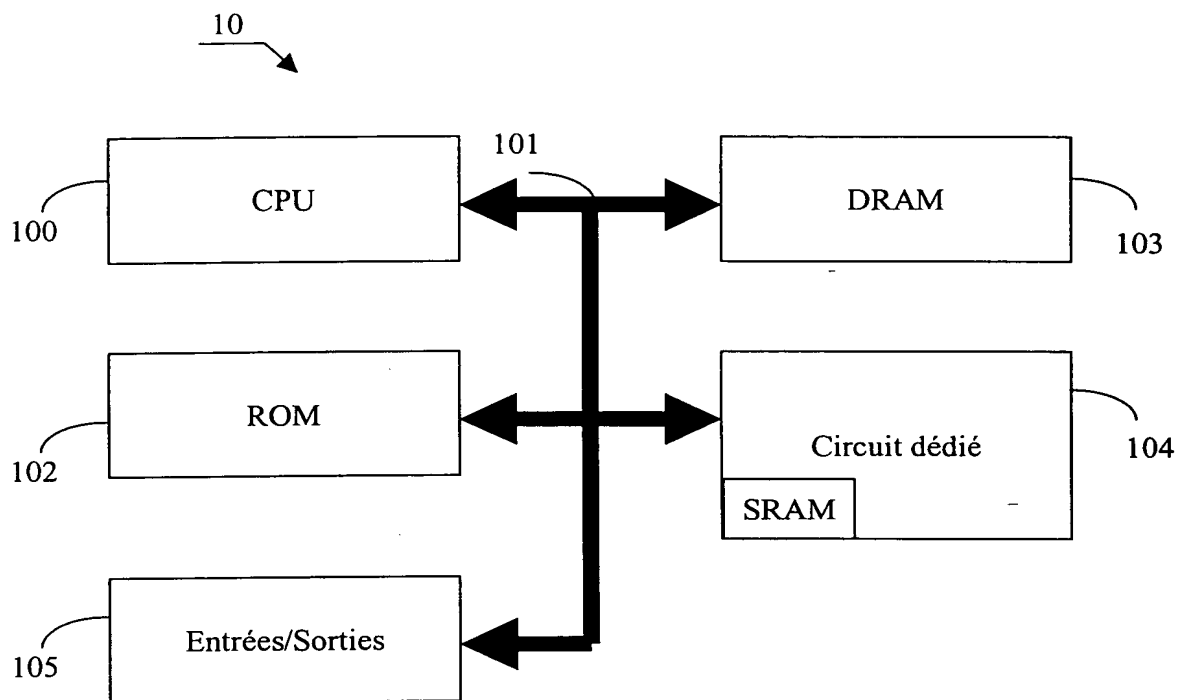 10
101
CPU
DRAM
100
103
ROM
Circuit dédié
102
104
SRAM
Entrées/Sorties
105